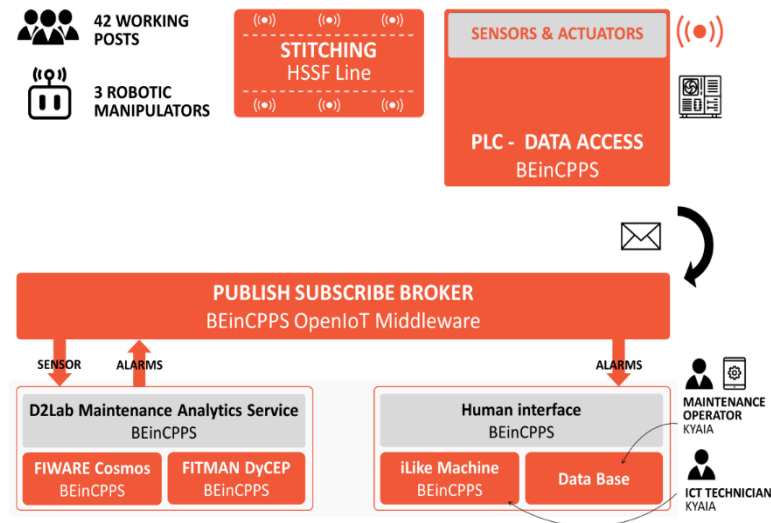 42 WORKING
POSTS
3 ROBOTIC
MANIPULATORS
STITCHING
HSSF Line
SENSORS & ACTUATORS
PLC - DATA ACCESS
BEinCPPS
PUBLISH SUBSCRIBE BROKER
BEinCPPS OpenIoT Middleware
SENSOR
ALARMS
ALARMS
D2Lab Maintenance Analytics Service
BEinCPPS
FIWARE Cosmos
BEinCPPS
FITMAN DyCEP
BEinCPPS
Human interface
BEinCPPS
iLike Machine
BEinCPPS
Data Base
MAINTENANCE
OPERATOR
KYAIA
ICT TECHNICIAN
KYAIA